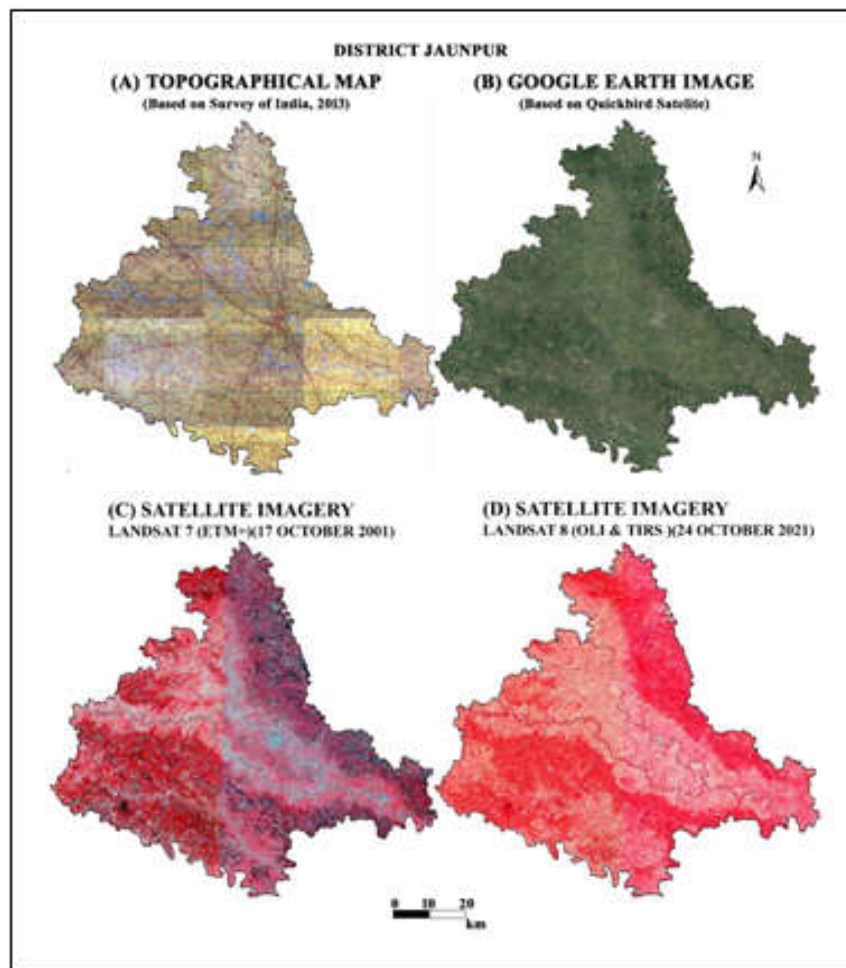 DISTRICT JAUNPUR
(A) TOPOGRAPHICAL MAP
(Based on Survey of India, 2013)
(B) GOOGLE EARTH IMAGE
(Based on Quickbird Satelite)
N
(C) SATELLITE IMAGERY
LANDSAT 7 (ETM+)(17 OCTOBER 2001)
(D) SATELLITE IMAGERY
LANDSAT 8 (OLI & TIRS )(24 OCTOBER 2021)
0 10 20
km